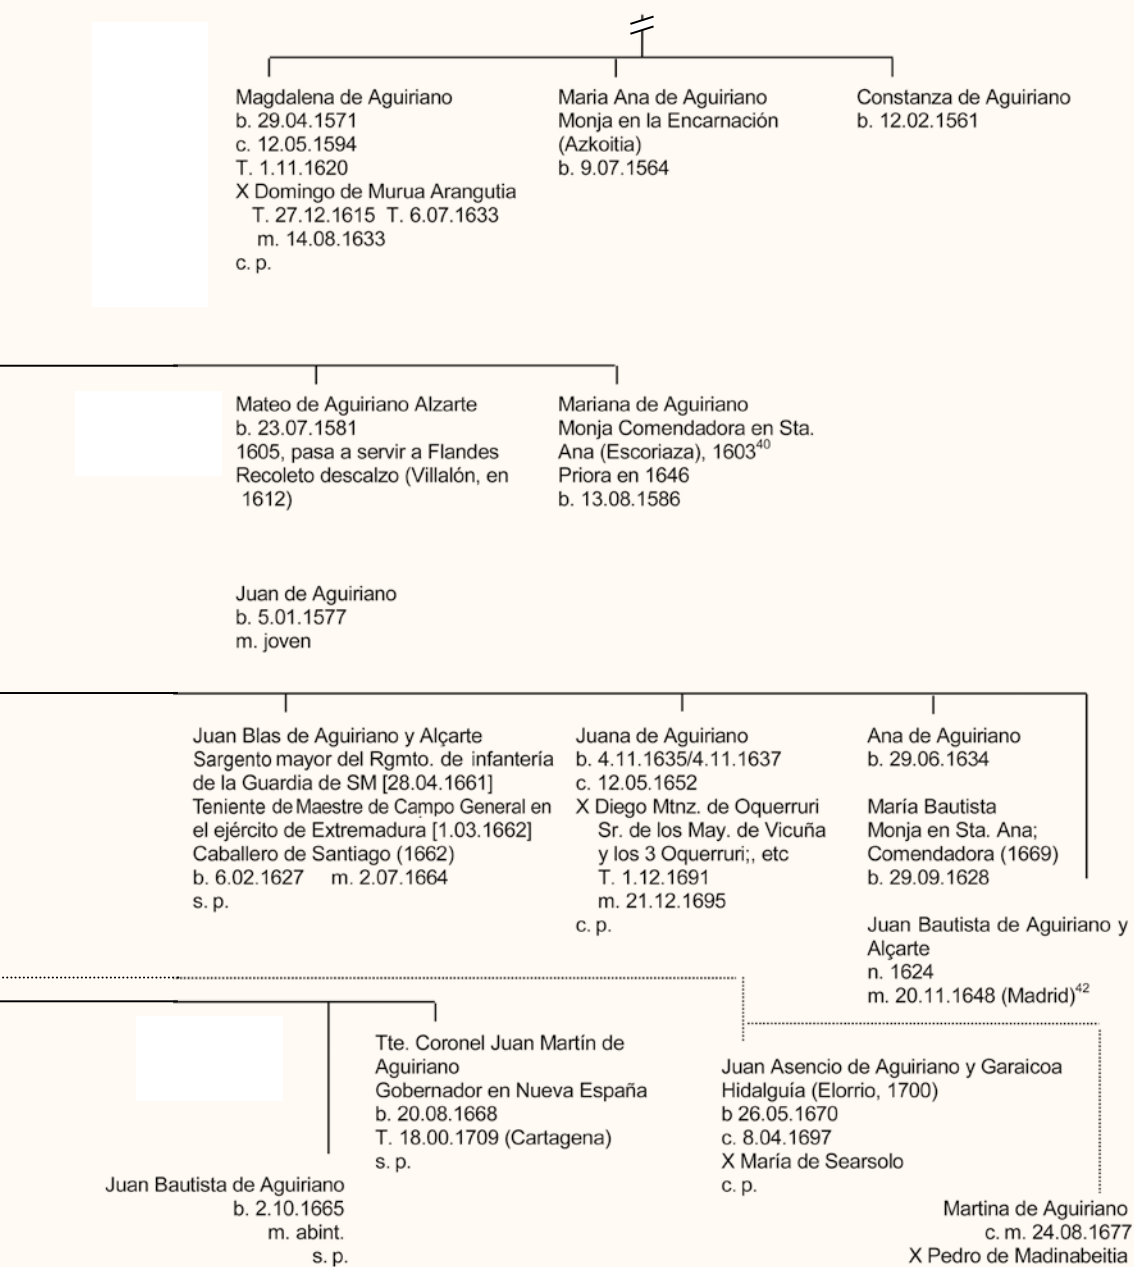 Magdalena de Aguiriano
b. 29.04.1571
c. 12.05.1594
T. 1.11.1620
X Domingo de Murua Arangutia
T. 27.12.1615  T. 6.07.1633
m. 14.08.1633
c. p.
Maria Ana de Aguiriano
Monja en la Encarnación
(Azkoitia)
b. 9.07.1564
Constanza de Aguiriano
b. 12.02.1561
Mateo de Aguiriano Alzarte
b. 23.07.1581
1605, pasa a servir a Flandes
Recoleto descalzo (Villalón, en
1612)
Mariana de Aguiriano
Monja Comendadora en Sta.
Ana (Escoriaza), 1603⁴⁰
Priora en 1646
b. 13.08.1586
Juan de Aguiriano
b. 5.01.1577
m. joven
Juan Blas de Aguiriano y Alçarte
Sargento mayor del Rgmto. de infantería
de la Guardia de SM [28.04.1661]
Teniente de Maestre de Campo General en
el ejército de Extremadura [1.03.1662]
Caballero de Santiago (1662)
b. 6.02.1627    m. 2.07.1664
s. p.
Juana de Aguiriano
b. 4.11.1635/4.11.1637
c. 12.05.1652
X Diego Mtnz. de Oquerruri
Sr. de los May. de Vicuña
y los 3 Oquerruri;, etc
T. 1.12.1691
m. 21.12.1695
c. p.
Ana de Aguiriano
b. 29.06.1634
María Bautista
Monja en Sta. Ana;
Comendadora (1669)
b. 29.09.1628
Juan Bautista de Aguiriano y
Alçarte
n. 1624
m. 20.11.1648 (Madrid)⁴²
Tte. Coronel Juan Martín de
Aguiriano
Gobernador en Nueva España
b. 20.08.1668
T. 18.00.1709 (Cartagena)
s. p.
Juan Asencio de Aguiriano y Garaicoa
Hidalguía (Elorrio, 1700)
b 26.05.1670
c. 8.04.1697
X María de Searsolo
c. p.
Juan Bautista de Aguiriano
b. 2.10.1665
m. abint.
s. p.
Martina de Aguiriano
c. m. 24.08.1677
X Pedro de Madinabeitia